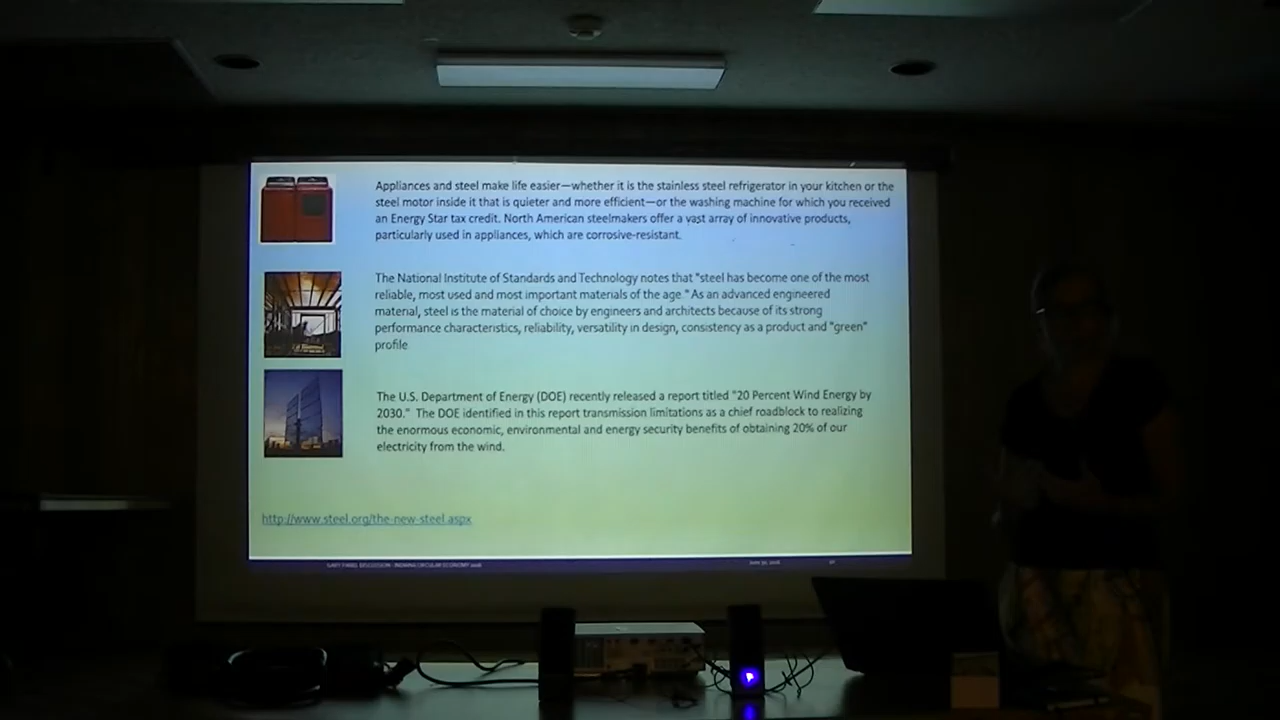 Appliances and steel make life easier—whether it is the stainless steel refrigerator in your kitchen or the
steel motor inside it that is quieter and more efficient—or the washing machine for which you received
an Energy Star tax credit. North American steelmakers offer a vast array of innovative products,
particularly used in appliances, which are corrosive-resistant.
The National Institute of Standards and Technology notes that "steel has become one of the most
reliable, most used and most important materials of the age." As an advanced engineered
material, steel is the material of choice by engineers and architects because of its strong
performance characteristics, reliability, versatility in design, consistency as a product and "green"
profile
The U.S. Department of Energy (DOE) recently released a report titled "20 Percent Wind Energy by
2030." The DOE identified in this report transmission limitations as a chief roadblock to realizing
the enormous economic, environmental and energy security benefits of obtaining 20% of our
electricity from the wind.
http://www.steel.org/the-new-steel.aspx
PANEL DISCUSSION - CIRCULAR ECONOMY